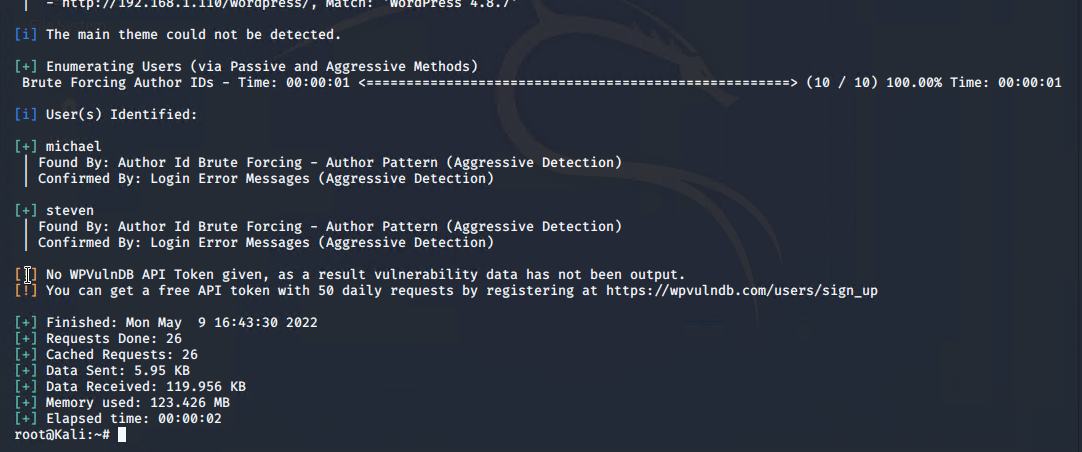 | - http://192.168.1.110/wordpress/, Match: 'WordPress 4.8.7'
[i] The main theme could not be detected.
[+] Enumerating Users (via Passive and Aggressive Methods)
Brute Forcing Author IDs - Time: 00:00:01 <=====================================================> (10 / 10) 100.00% Time: 00:00:01
[i] User(s) Identified:
[+] michael
| Found By: Author Id Brute Forcing - Author Pattern (Aggressive Detection)
| Confirmed By: Login Error Messages (Aggressive Detection)
[+] steven
| Found By: Author Id Brute Forcing - Author Pattern (Aggressive Detection)
| Confirmed By: Login Error Messages (Aggressive Detection)
[ ] No WPVulnDB API Token given, as a result vulnerability data has not been output.
[!] You can get a free API token with 50 daily requests by registering at https://wpvulndb.com/users/sign_up
[+] Finished: Mon May  9 16:43:30 2022
[+] Requests Done: 26
[+] Cached Requests: 26
[+] Data Sent: 5.95 KB
[+] Data Received: 119.956 KB
[+] Memory used: 123.426 MB
[+] Elapsed time: 00:00:02
root@Kali:~#